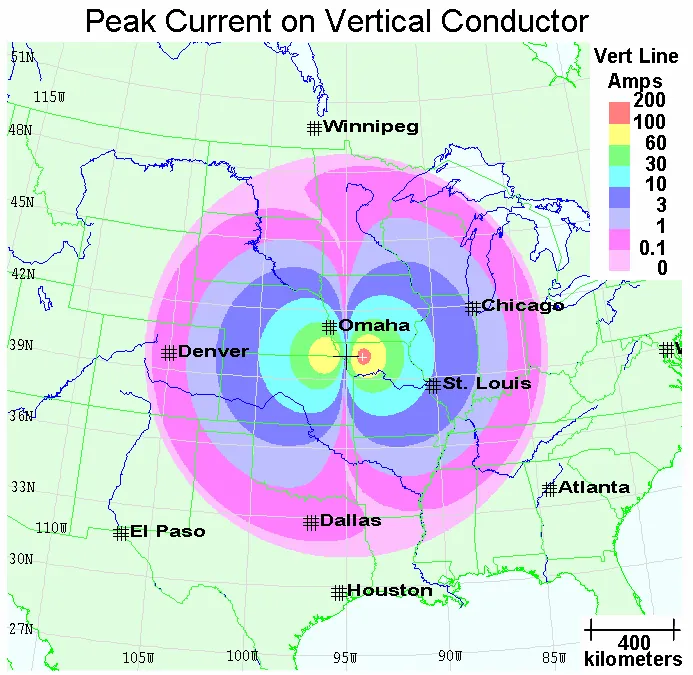 Peak Current on Vertical Conductor
Vert Line
Amps
200
100
60
30
10
3
1
0.1
0
51N
115W
48N
Winnipeg
45N
42N
Chicago
Omaha
39N
Denver
St. Louis
36N
33N
Atlanta
110W
El Paso
Dallas
30N
Houston
27N
105W
100W
95W
90W
85W
400
kilometers